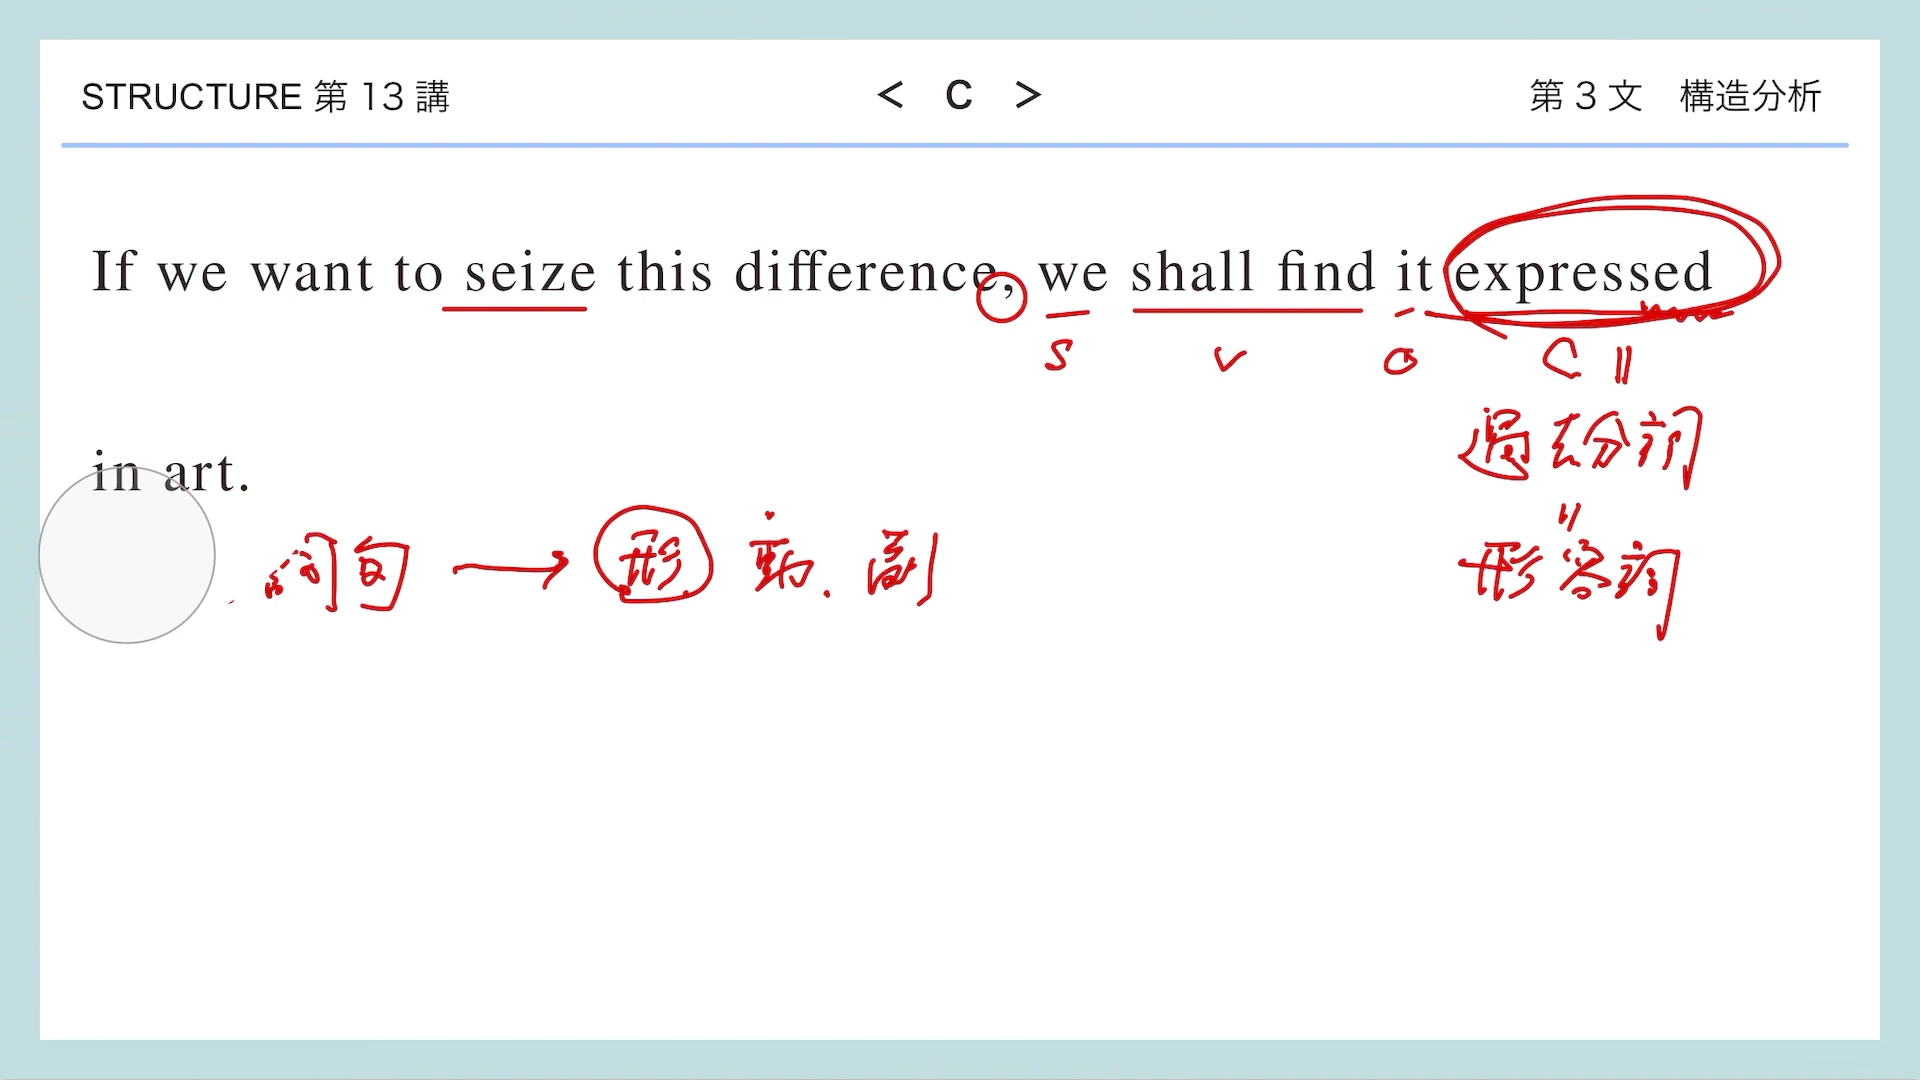 STRUCTURE 第 13 講
< C >
第 3 文 構造分析
If we want to seize this difference, we shall find it expressed
S V O C ||
過去分詞
in art.
||
詞句 → 形 動 副
形容詞